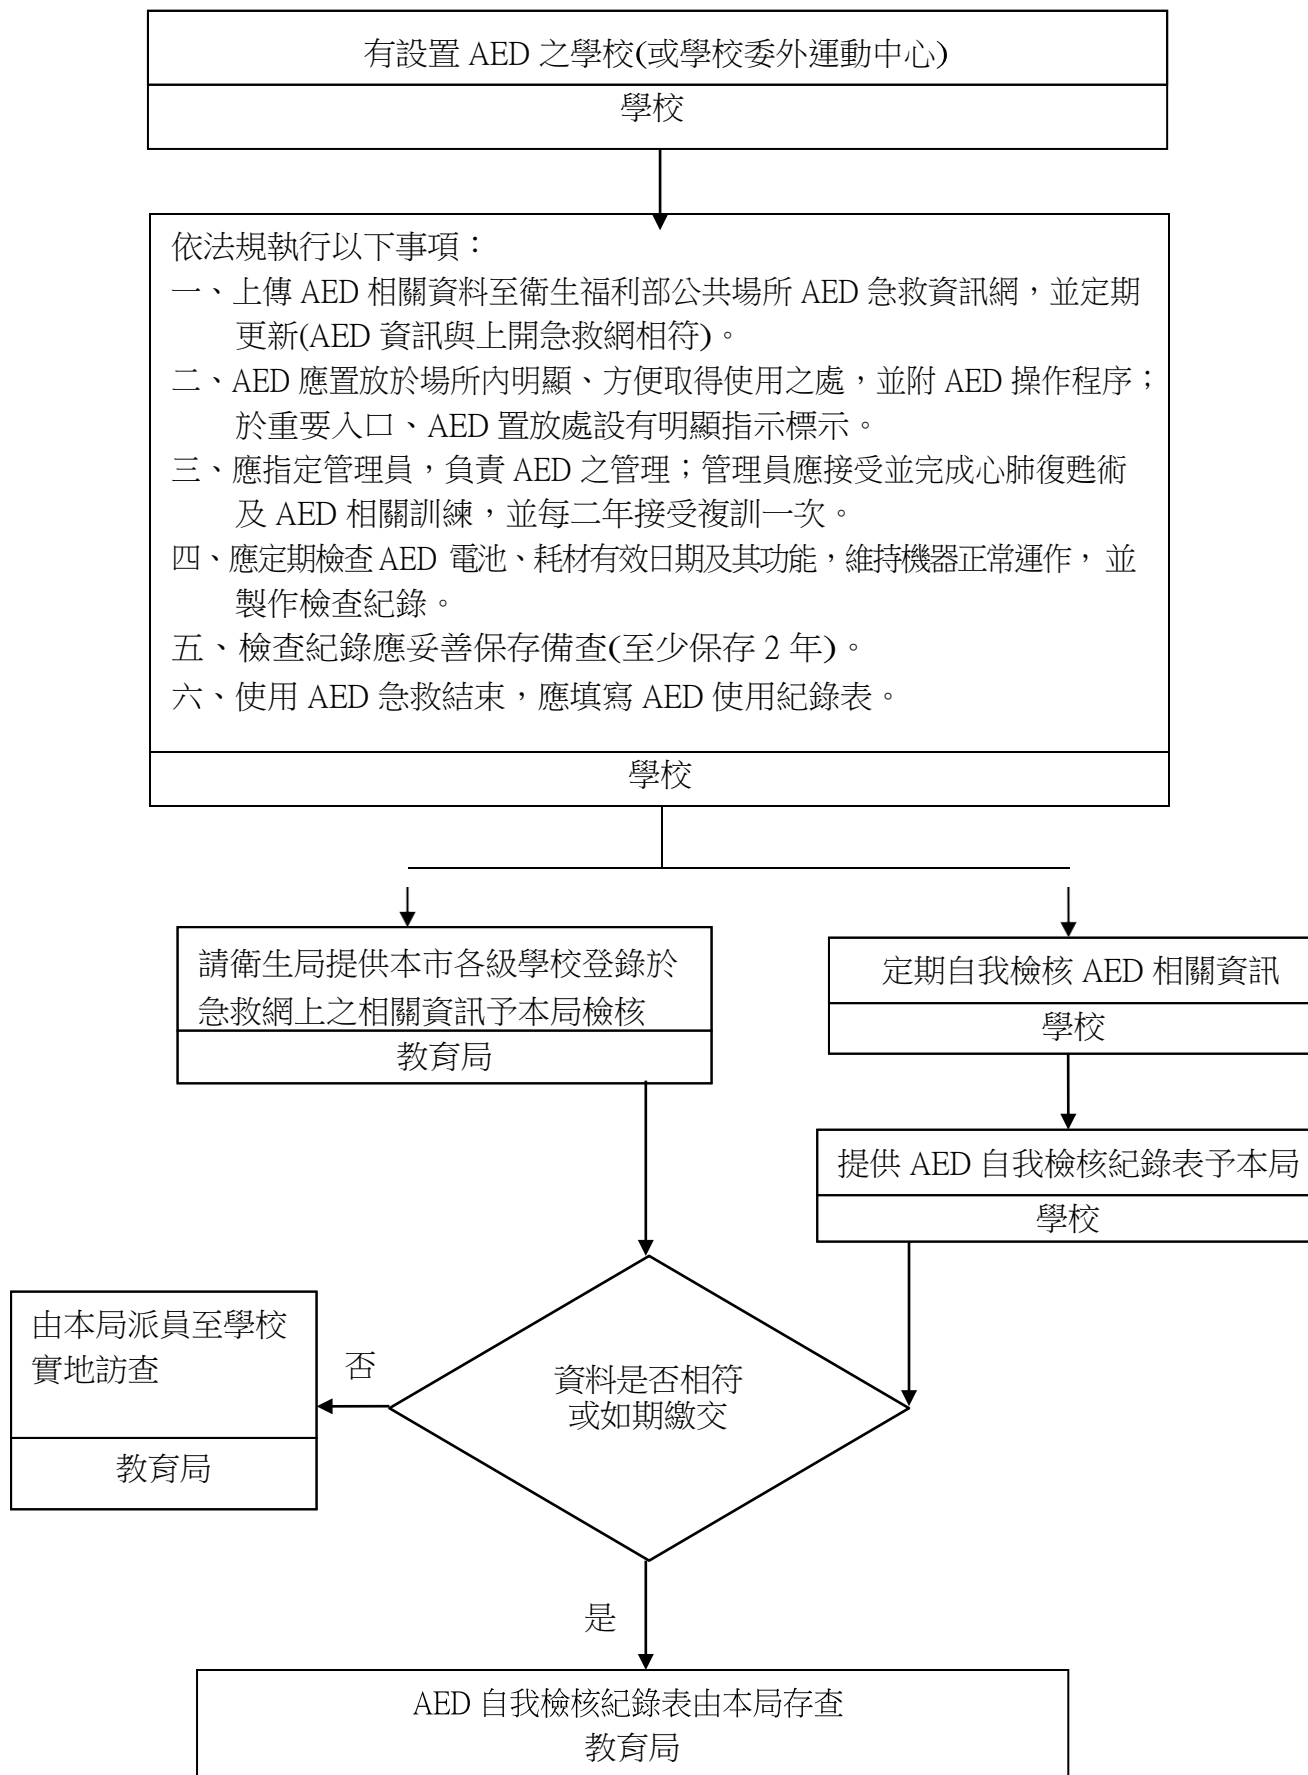 有設置 AED 之學校(或學校委外運動中心)
學校
依法規執行以下事項：
一、上傳 AED 相關資料至衛生福利部公共場所 AED 急救資訊網，並定期
更新(AED 資訊與上開急救網相符)。
二、AED 應置放於場所內明顯、方便取得使用之處，並附 AED 操作程序；
於重要入口、AED 置放處設有明顯指示標示。
三、應指定管理員，負責 AED 之管理；管理員應接受並完成心肺復甦術
及 AED 相關訓練，並每二年接受複訓一次。
四、應定期檢查 AED 電池、耗材有效日期及其功能，維持機器正常運作， 並
製作檢查紀錄。
五、檢查紀錄應妥善保存備查(至少保存 2 年)。
六、使用 AED 急救結束，應填寫 AED 使用紀錄表。
學校
請衛生局提供本市各級學校登錄於
急救網上之相關資訊予本局檢核
教育局
定期自我檢核 AED 相關資訊
學校
提供 AED 自我檢核紀錄表予本局
學校
由本局派員至學校
實地訪查
教育局
否
資料是否相符
或如期繳交
是
AED 自我檢核紀錄表由本局存查
教育局